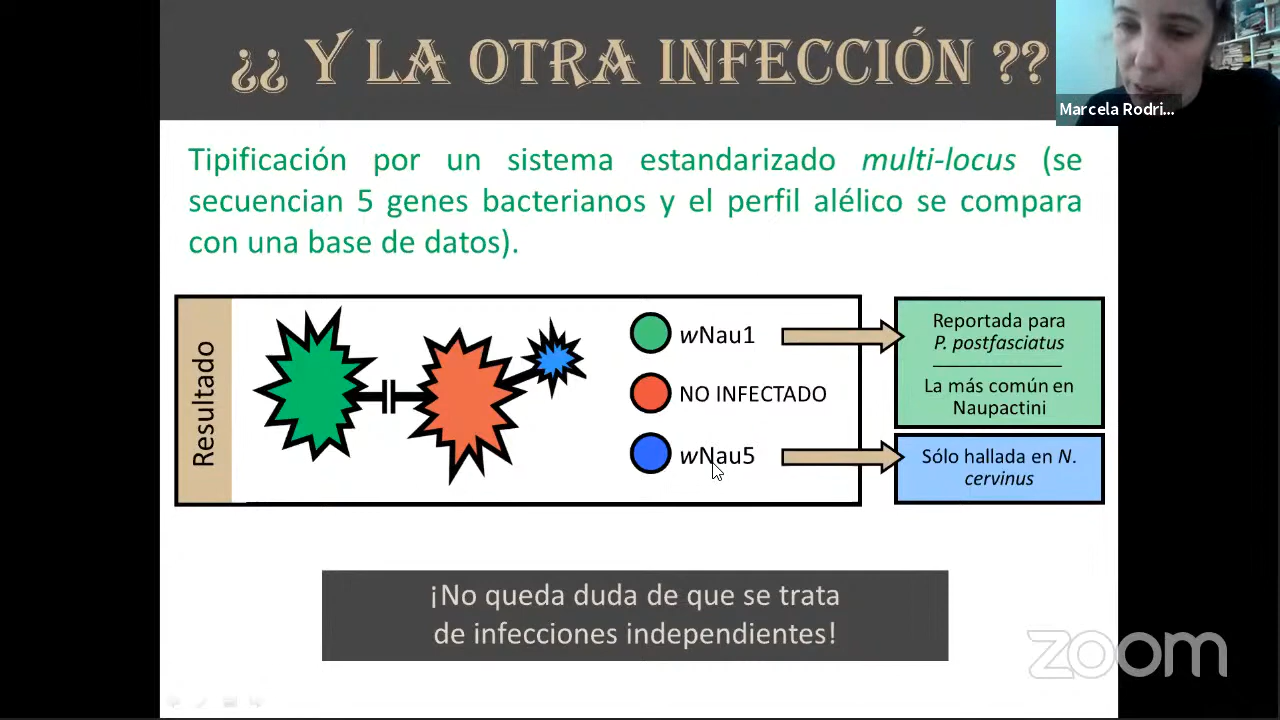 ¿¿ Y LA OTRA INFECCIÓN ??
Marcela Rodri...
Tipificación por un sistema estandarizado multi-locus (se
secuencian 5 genes bacterianos y el perfil alélico se compara
con una base de datos).
Resultado
wNau1
NO INFECTADO
wNau5
Reportada para
P. postfasciatus
La más común en
Naupactini
Sólo hallada en N.
cervinus
¡No queda duda de que se trata
de infecciones independientes!
zoom